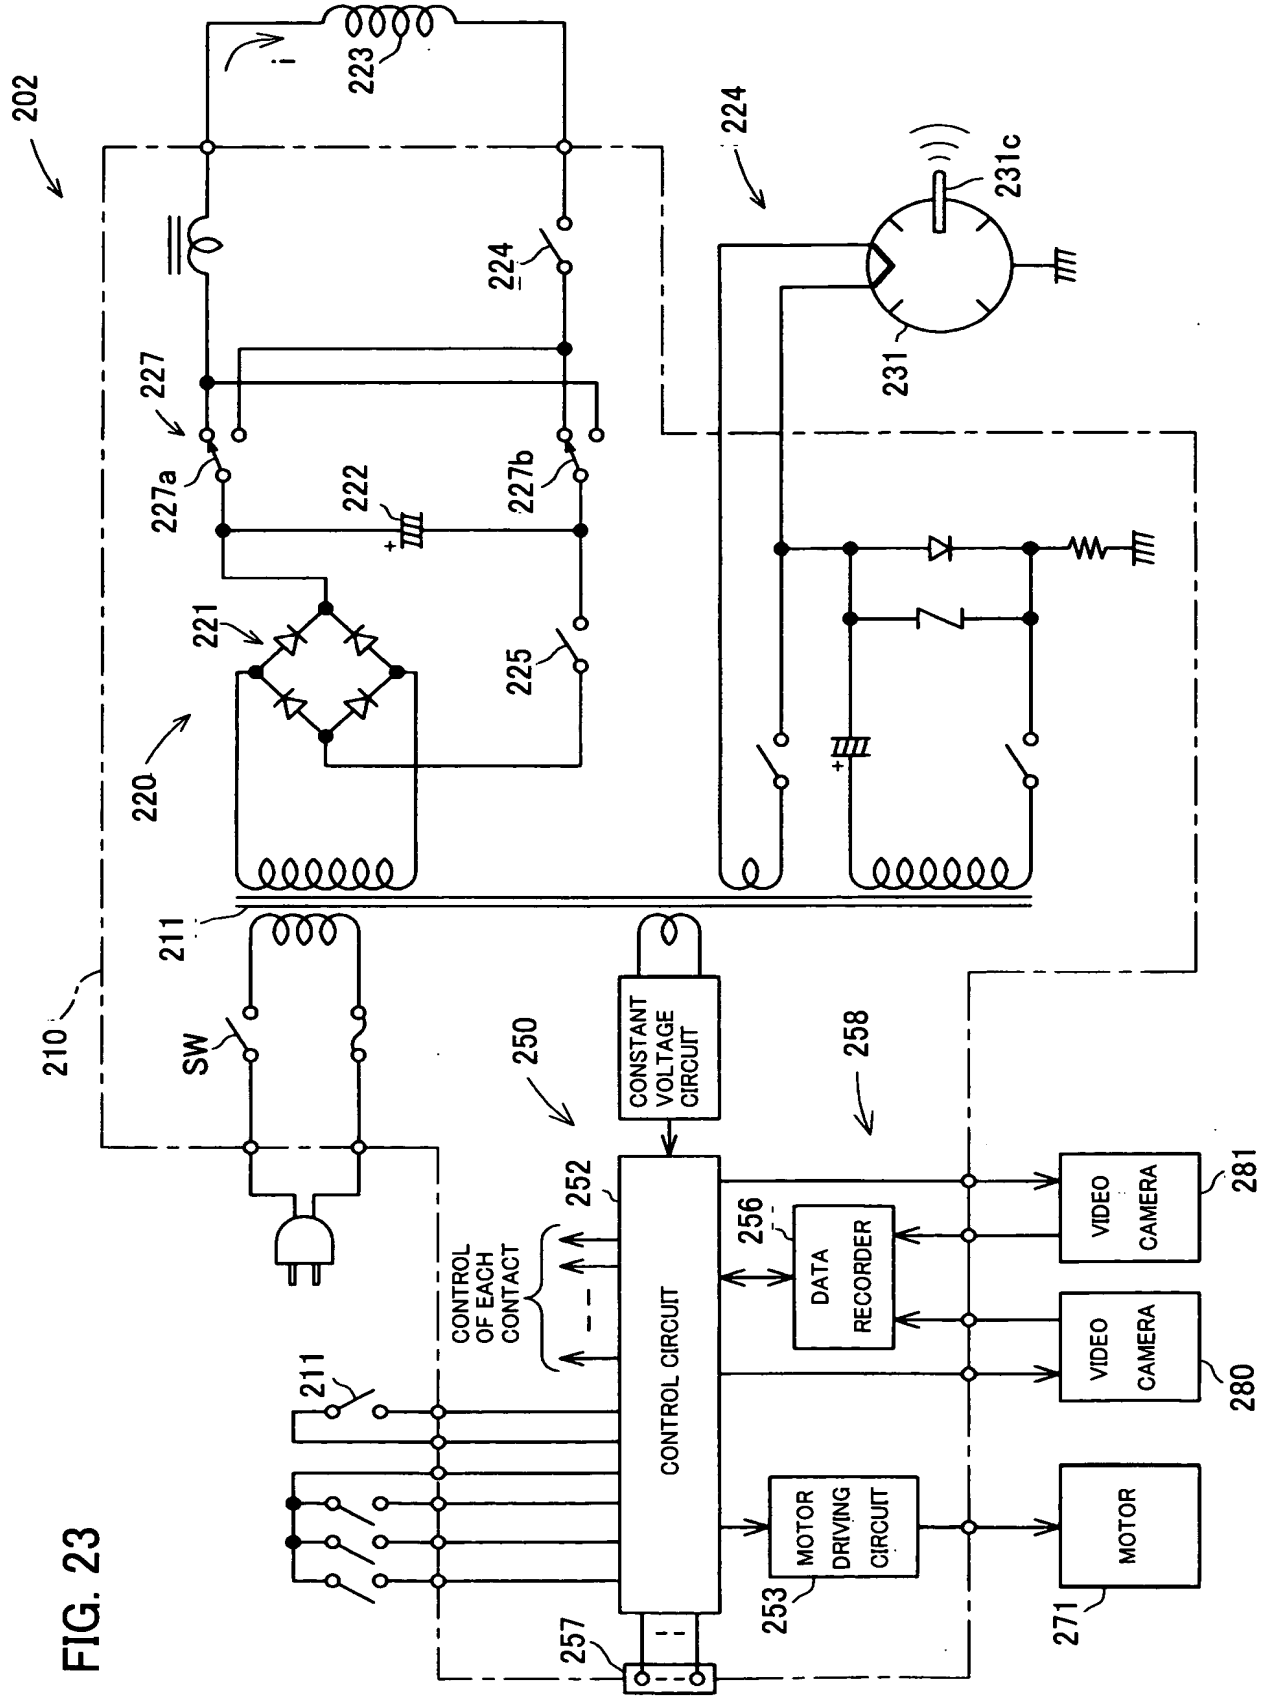 FIG. 23
202
210
220
221
222
223
i
224
225
227
227a
227b
211
SW
224
231
231c
250
CONSTANT
VOLTAGE
CIRCUIT
252
CONTROL
OF EACH
CONTACT
CONTROL CIRCUIT
211
256
DATA
RECORDER
258
253
MOTOR
DRIVING
CIRCUIT
257
MOTOR
271
VIDEO
CAMERA
280
VIDEO
CAMERA
281
+
+